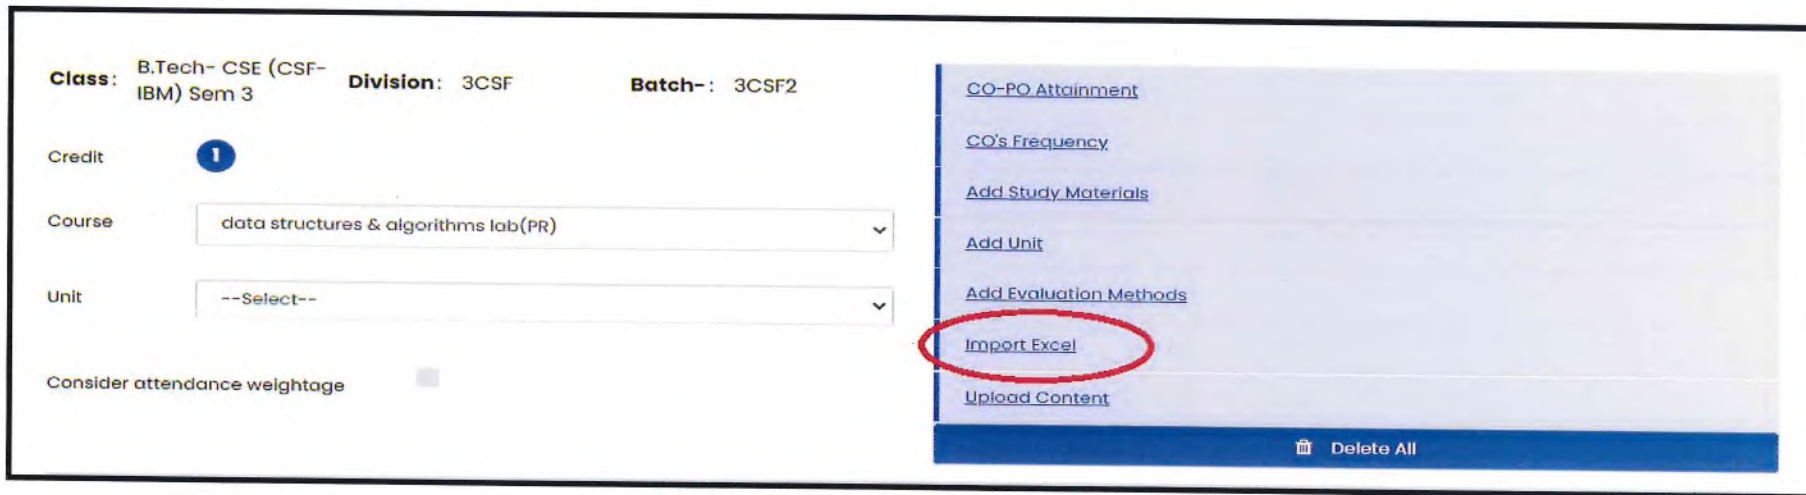 Class: B.Tech- CSE (CSF-
IBM) Sem 3
Division: 3CSF
Batch-: 3CSF2
Credit 1
Course data structures & algorithms lab(PR)
Unit --Select--
Consider attendance weightage
CO-PO Attainment
CO's Frequency
Add Study Materials
Add Unit
Add Evaluation Methods
Import Excel
Upload Content
Delete All